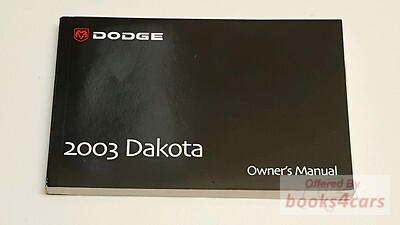 DODGE
2003 Dakota
Owner's Manual
Offered By
books4cars